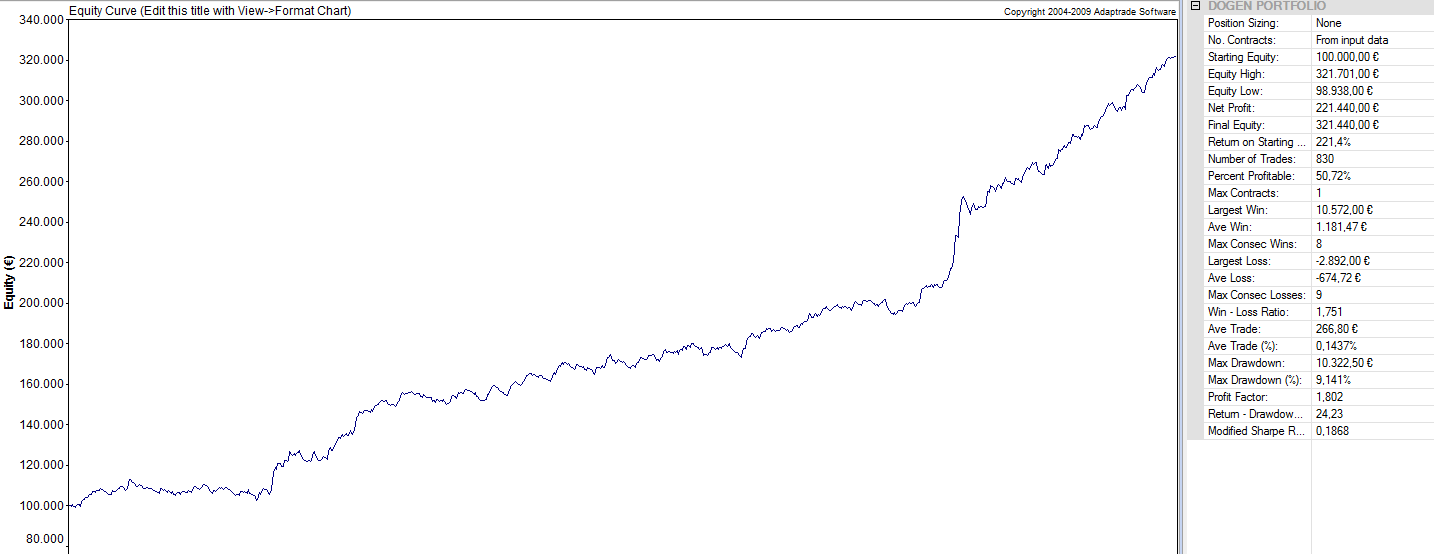 Equity Curve (Edit this title with View->Format Chart)
Copyright 2004-2009 Adaptrade Software
Equity (€)
340.000
320.000
300.000
280.000
260.000
240.000
220.000
200.000
180.000
160.000
140.000
120.000
100.000
80.000
DOGEN PORTFOLIO
Position Sizing: None
No. Contracts: From input data
Starting Equity: 100.000,00 €
Equity High: 321.701,00 €
Equity Low: 98.938,00 €
Net Profit: 221.440,00 €
Final Equity: 321.440,00 €
Return on Starting ... 221,4%
Number of Trades: 830
Percent Profitable: 50,72%
Max Contracts: 1
Largest Win: 10.572,00 €
Ave Win: 1.181,47 €
Max Consec Wins: 8
Largest Loss: -2.892,00 €
Ave Loss: -674,72 €
Max Consec Losses: 9
Win - Loss Ratio: 1,751
Ave Trade: 266,80 €
Ave Trade (%): 0,1437%
Max Drawdown: 10.322,50 €
Max Drawdown (%): 9,141%
Profit Factor: 1,802
Return - Drawdow... 24,23
Modified Sharpe R... 0,1868